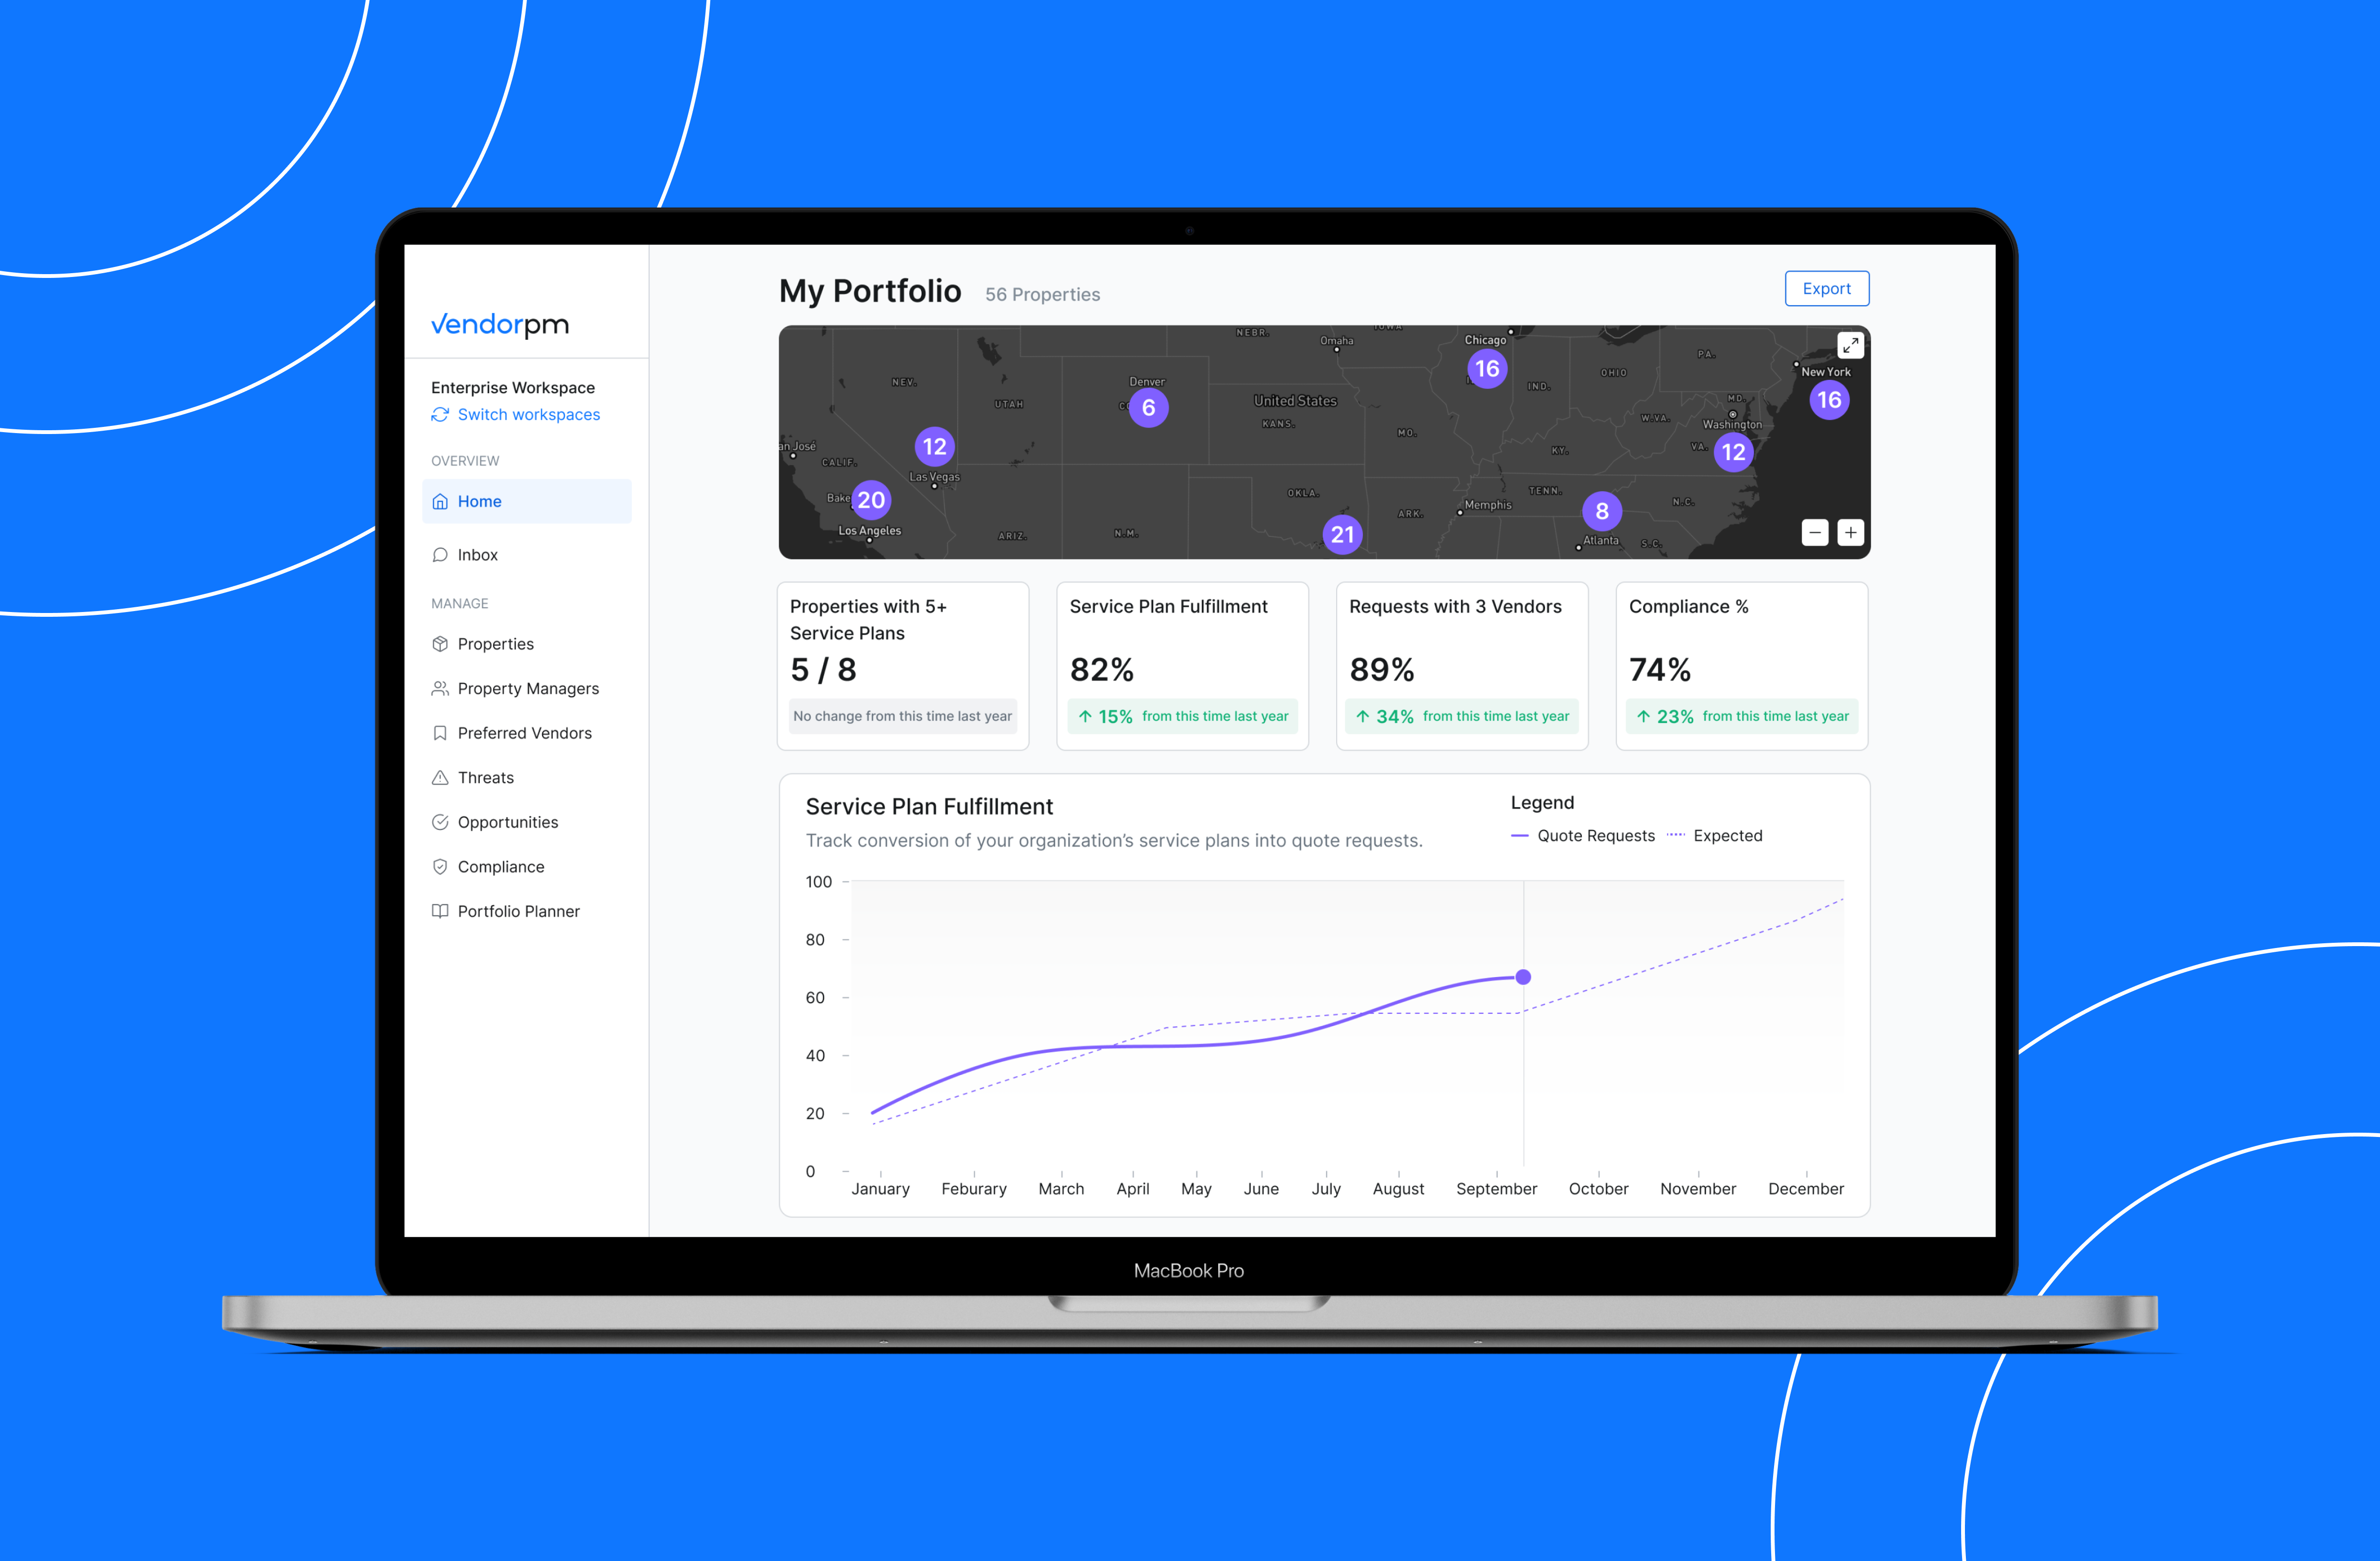 vendorpm
Enterprise Workspace
Switch workspaces
OVERVIEW
Home
Inbox
MANAGE
Properties
Property Managers
Preferred Vendors
Threats
Opportunities
Compliance
Portfolio Planner
My Portfolio 56 Properties
Export
NEBR.
Omaha
IOWA
Chicago
16
PA.
New York
16
NEV.
UTAH
Denver
6
United States
KANS.
MO.
IND.
OHIO
W.VA.
MD.
Washington
VA.
12
an José
CALIF.
12
Las Vegas
Bake
20
Los Angeles
ARIZ.
N.M.
OKLA.
21
ARK.
Memphis
KY.
TENN.
8
Atlanta
N.C.
S.C.
Properties with 5+
Service Plans
5 / 8
No change from this time last year
Service Plan Fulfillment
82%
15% from this time last year
Requests with 3 Vendors
89%
34% from this time last year
Compliance %
74%
23% from this time last year
Service Plan Fulfillment
Track conversion of your organization’s service plans into quote requests.
Legend
Quote Requests Expected
100
80
60
40
20
0
January Feburary March April May June July August September October November December
MacBook Pro